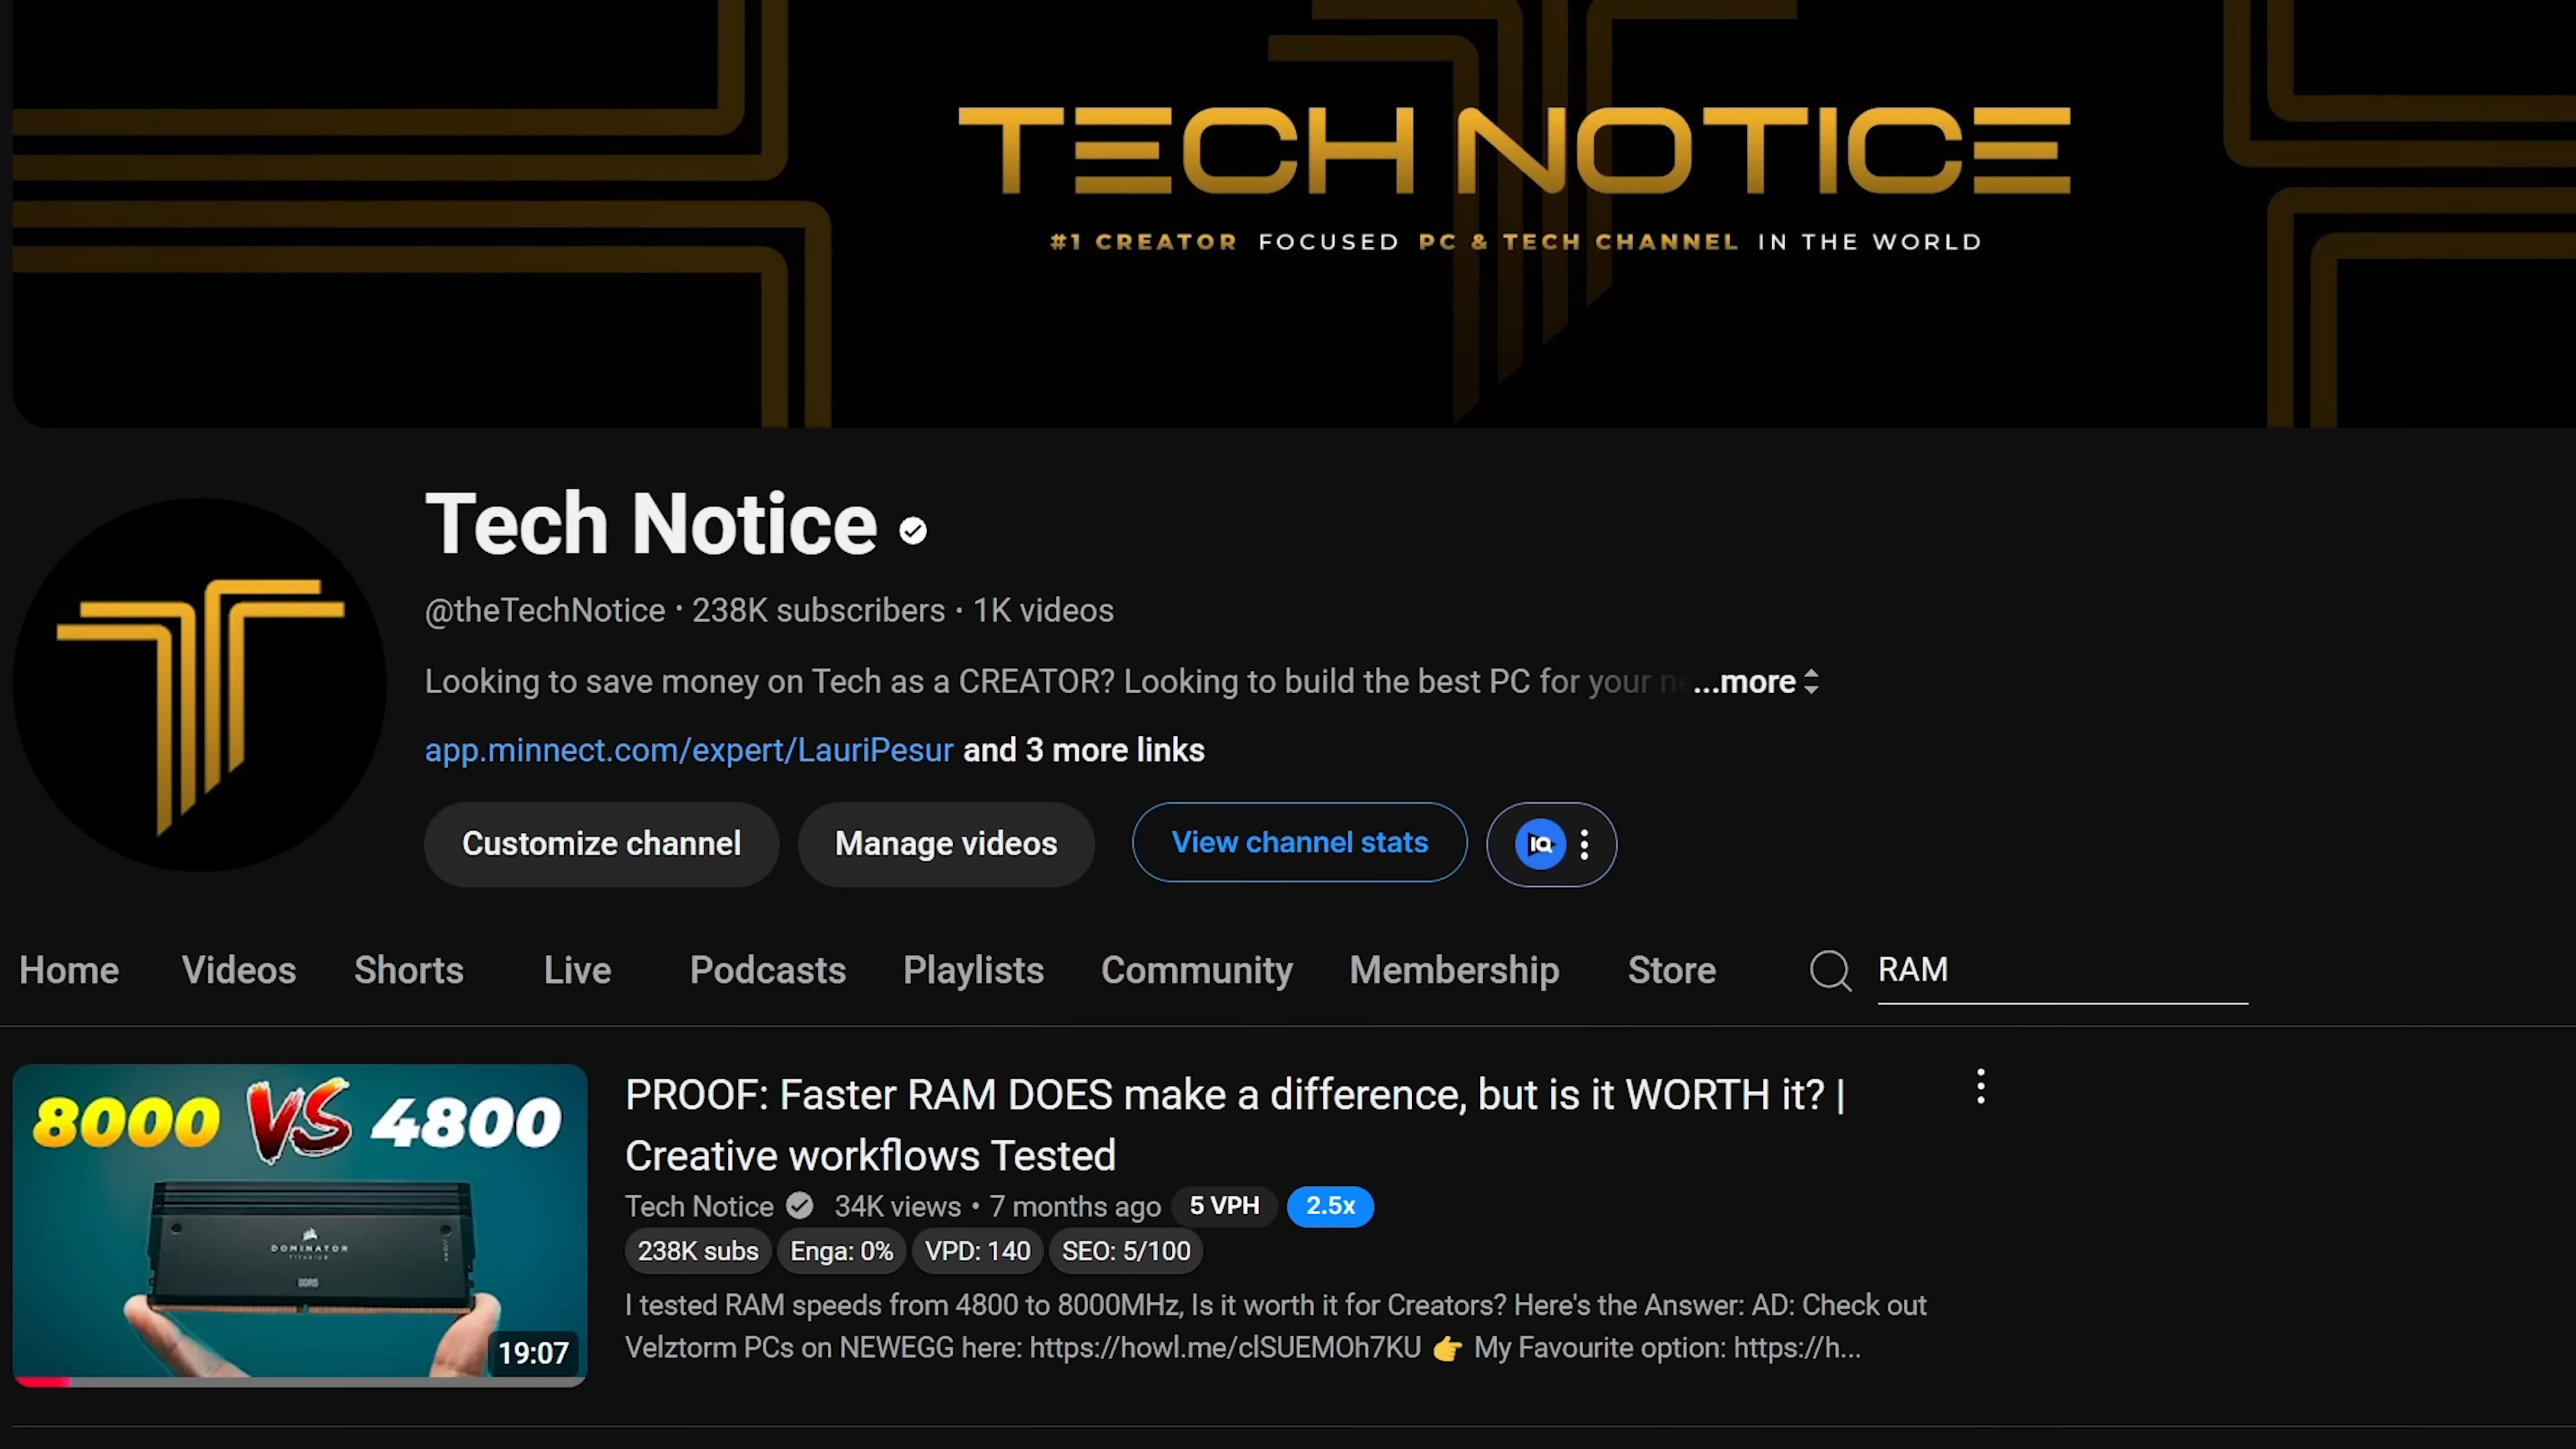 TECH NOTICE
#1 CREATOR FOCUSED PC & TECH CHANNEL IN THE WORLD
Tech Notice
@theTechNotice • 238K subscribers • 1K videos
Looking to save money on Tech as a CREATOR? Looking to build the best PC for your ...more
app.minnect.com/expert/LauriPesur and 3 more links
Customize channel Manage videos View channel stats IQ
Home Videos Shorts Live Podcasts Playlists Community Membership Store RAM
8000 VS 4800
DOMINATOR
TITANIUM
DDR5
19:07
PROOF: Faster RAM DOES make a difference, but is it WORTH it? |
Creative workflows Tested
Tech Notice 34K views • 7 months ago 5 VPH 2.5x
238K subs Enga: 0% VPD: 140 SEO: 5/100
I tested RAM speeds from 4800 to 8000MHz, Is it worth it for Creators? Here's the Answer: AD: Check out
Velztorm PCs on NEWEGG here: https://howl.me/clSUEMOh7KU 👉 My Favourite option: https://h...